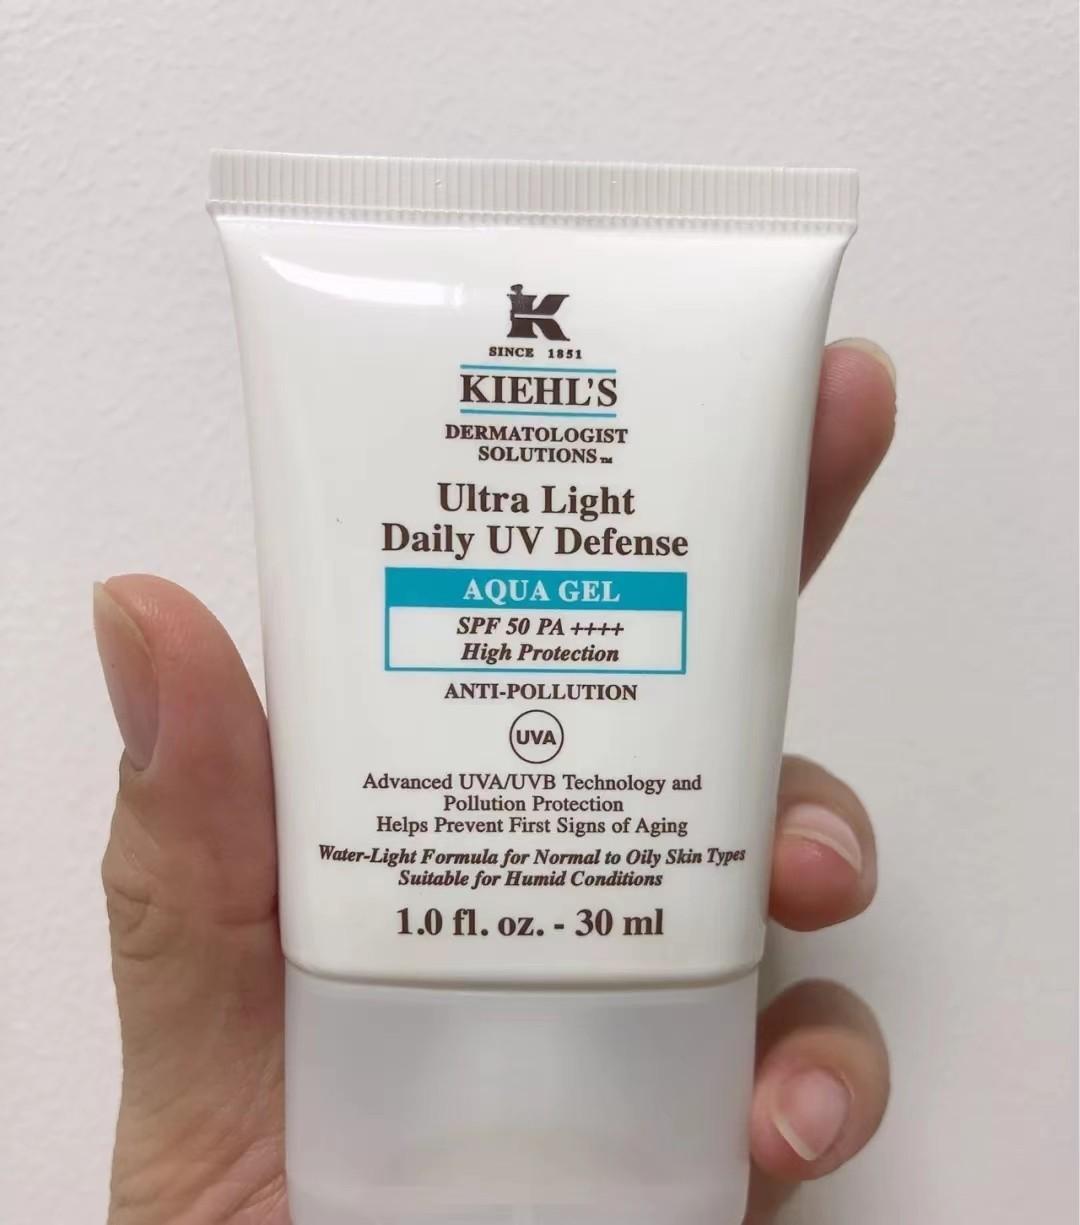 K
SINCE 1851
KIEHL'S
DERMATOLOGIST
SOLUTIONS™
Ultra Light
Daily UV Defense
AQUA GEL
SPF 50 PA ++++
High Protection
ANTI-POLLUTION
UVA
Advanced UVA/UVB Technology and
Pollution Protection
Helps Prevent First Signs of Aging
Water-Light Formula for Normal to Oily Skin Types
Suitable for Humid Conditions
1.0 fl. oz. - 30 ml